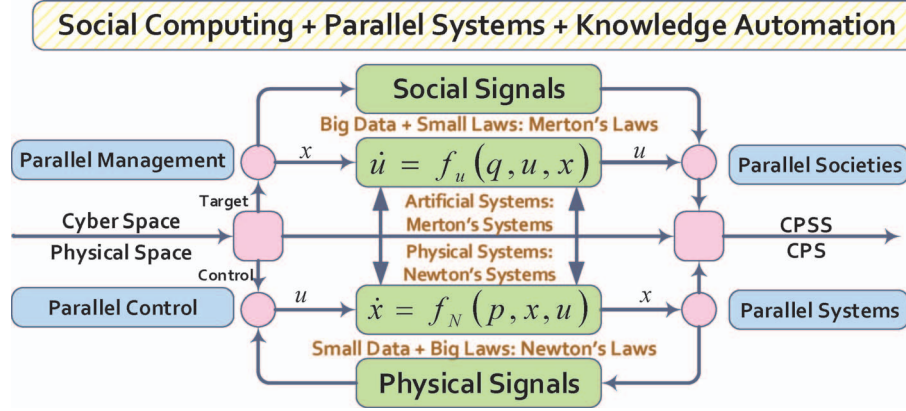 Social Computing + Parallel Systems + Knowledge Automation
Social Signals
Big Data + Small Laws: Merton's Laws
Parallel Management
x
u̇ = f_u (q, u, x)
u
Parallel Societies
Target
Artificial Systems:
Merton's Systems
Cyber Space
CPSS
Physical Space
CPS
Physical Systems:
Newton's Systems
Control
Parallel Control
u
ẋ = f_N (p, x, u)
x
Parallel Systems
Small Data + Big Laws: Newton's Laws
Physical Signals